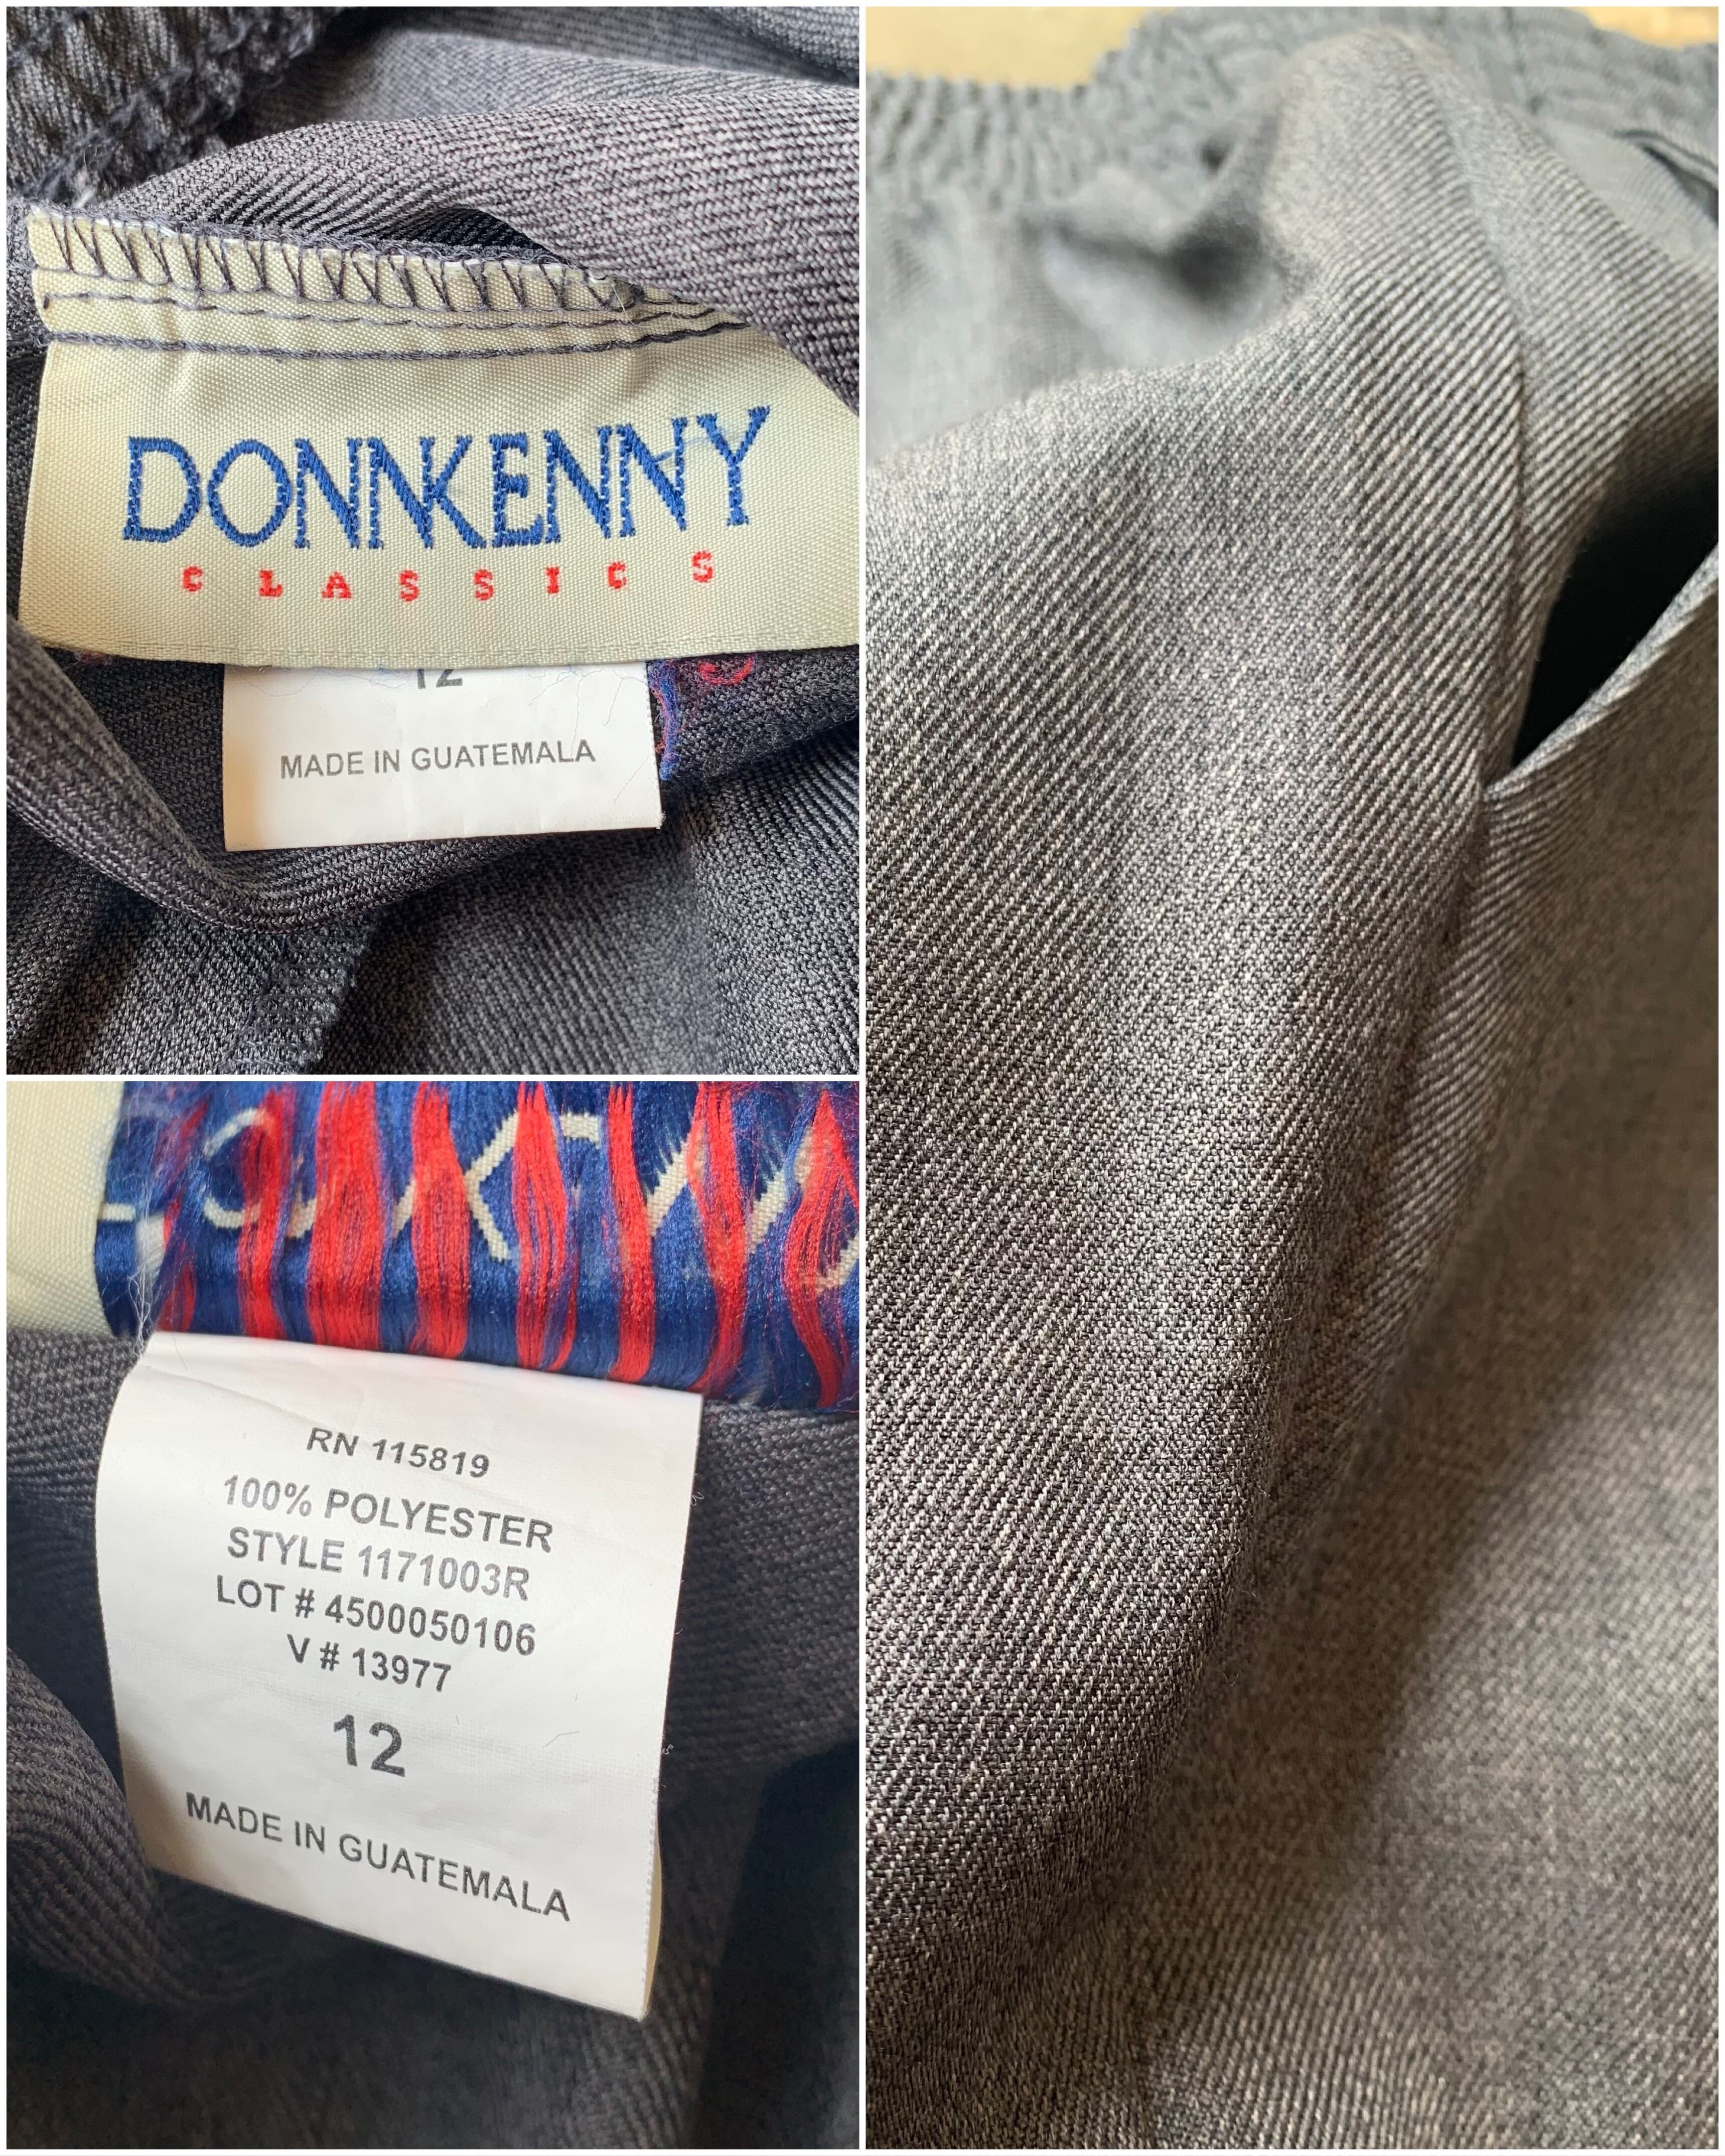 DONNKENNY
CLASSICS
12
MADE IN GUATEMALA
RN 115819
100% POLYESTER
STYLE 1171003R
LOT # 4500050106
V # 13977
12
MADE IN GUATEMALA